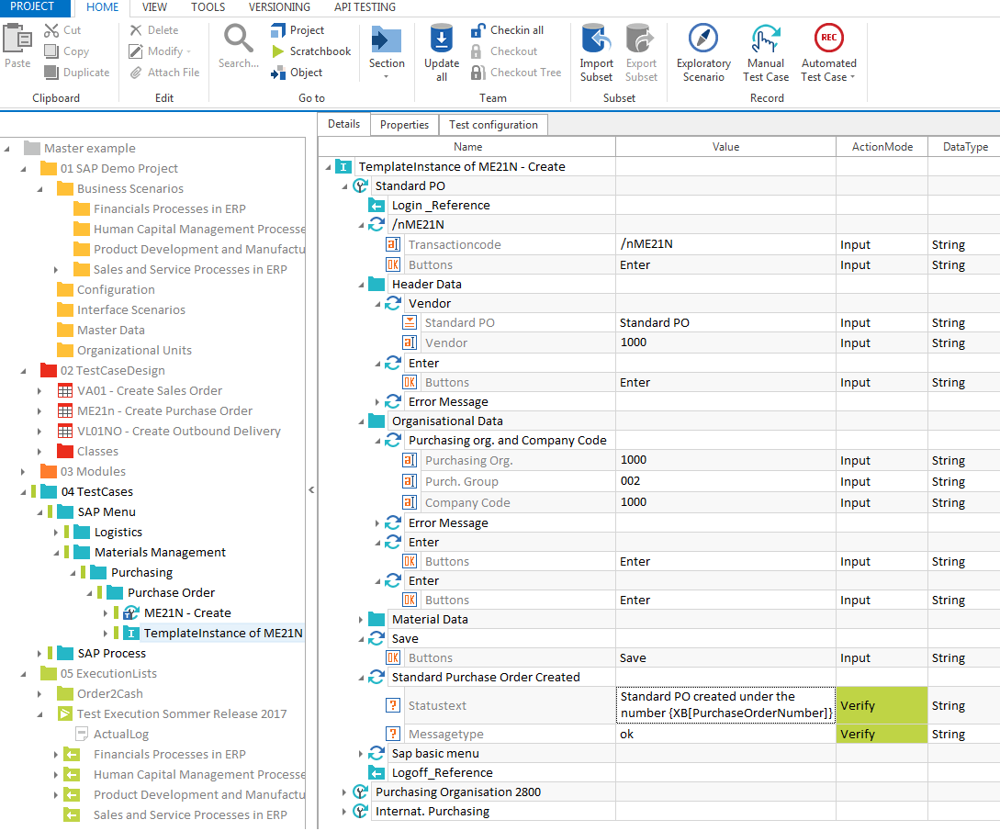 PROJECT HOME VIEW TOOLS VERSIONING API TESTING
Paste
Cut
Copy
Duplicate
Clipboard
Delete
Modify
Attach File
Edit
Search...
Project
Scratchbook
Object
Go to
Section
Update
all
Checkin all
Checkout
Checkout Tree
Team
Import
Subset
Export
Subset
Subset
Exploratory
Scenario
Manual
Test Case
REC
Automated
Test Case
Record
Master example
01 SAP Demo Project
Business Scenarios
Financials Processes in ERP
Human Capital Management Processe
Product Development and Manufactu
Sales and Service Processes in ERP
Configuration
Interface Scenarios
Master Data
Organizational Units
02 TestCaseDesign
VA01 - Create Sales Order
ME21n - Create Purchase Order
VL01NO - Create Outbound Delivery
Classes
03 Modules
04 TestCases
SAP Menu
Logistics
Materials Management
Purchasing
Purchase Order
ME21N - Create
TemplateInstance of ME21N
SAP Process
05 ExecutionLists
Order2Cash
Test Execution Sommer Release 2017
ActualLog
Financials Processes in ERP
Human Capital Management Processe
Product Development and Manufactu
Sales and Service Processes in ERP
Details Properties Test configuration
Name Value ActionMode DataType
TemplateInstance of ME21N - Create
Standard PO
Login _Reference
/nME21N
Transactioncode /nME21N Input String
Buttons Enter Input String
Header Data
Vendor
Standard PO Standard PO Input String
Vendor 1000 Input String
Enter
Buttons Enter Input String
Error Message
Organisational Data
Purchasing org. and Company Code
Purchasing Org. 1000 Input String
Purch. Group 002 Input String
Company Code 1000 Input String
Error Message
Enter
Buttons Enter Input String
Enter
Buttons Enter Input String
Material Data
Save
Buttons Save Input String
Standard Purchase Order Created
Statustext Standard PO created under the
number {XB[PurchaseOrderNumber]} Verify String
Messagetype ok Verify String
Sap basic menu
Logoff_Reference
Purchasing Organisation 2800
Internat. Purchasing